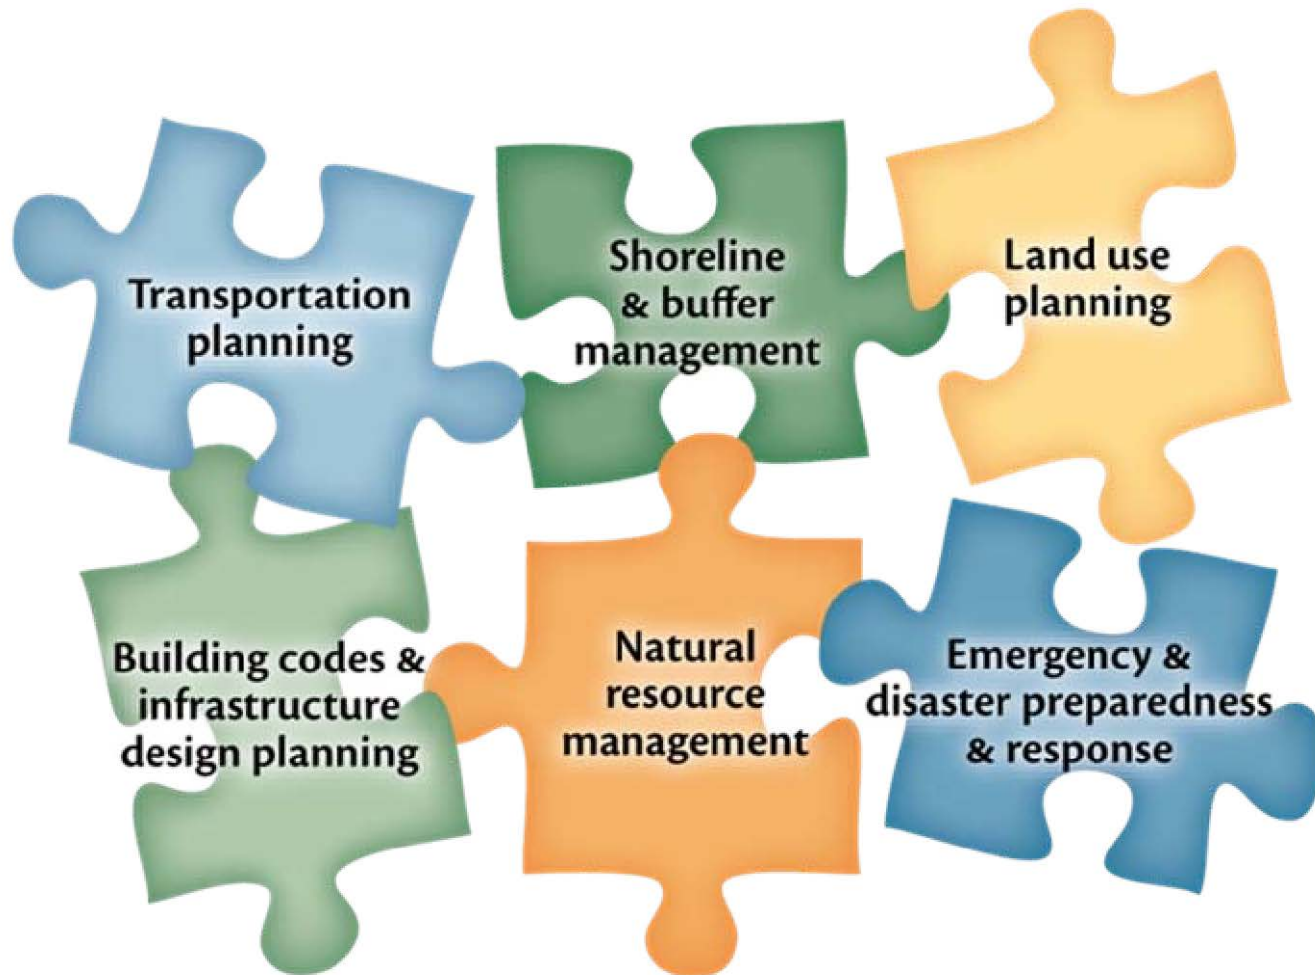 Transportation
planning
Shoreline
& buffer
management
Land use
planning
Building codes &
infrastructure
design planning
Natural
resource
management
Emergency &
disaster preparedness
& response